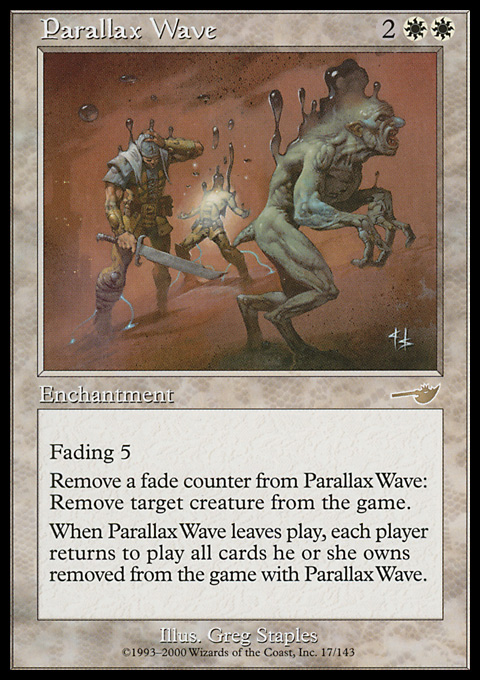 Parallax Wave 2
Enchantment
Fading 5
Remove a fade counter from Parallax Wave:
Remove target creature from the game.
When Parallax Wave leaves play, each player
returns to play all cards he or she owns
removed from the game with Parallax Wave.
Illus. Greg Staples
©1993–2000 Wizards of the Coast, Inc. 17/143